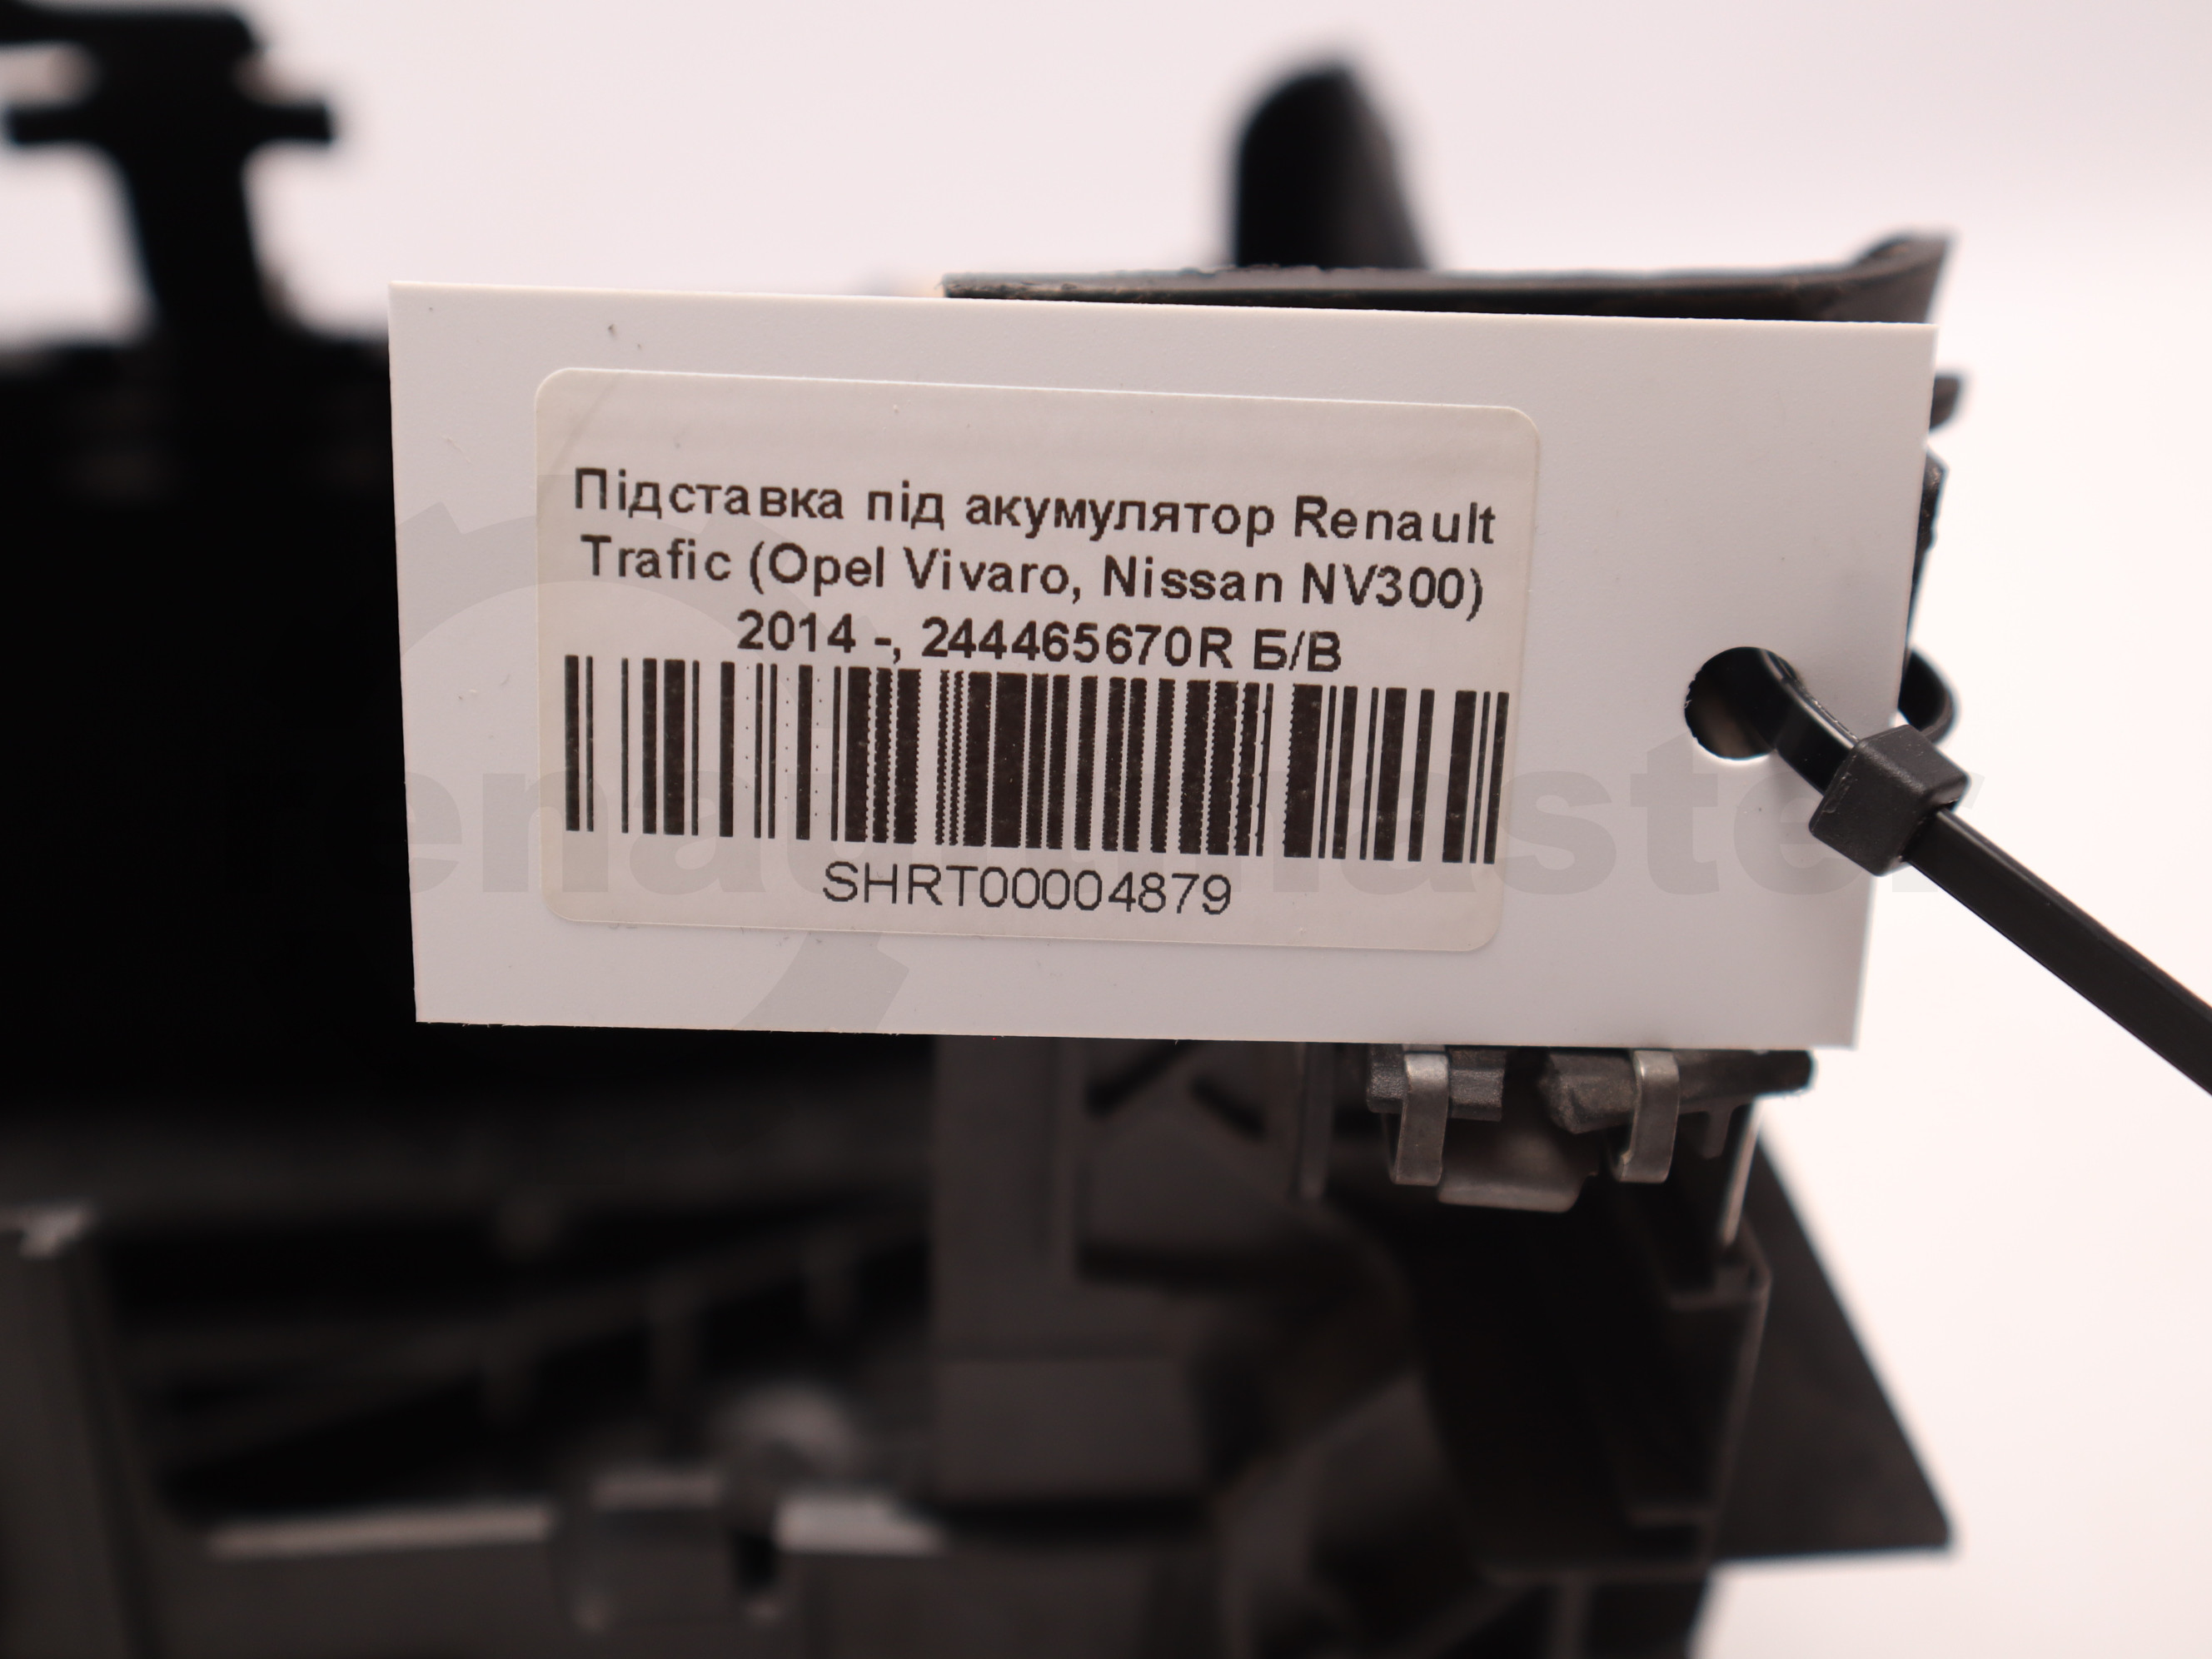 Підставка під акумулятор Renault
Trafic (Opel Vivaro, Nissan NV300)
2014 -, 244465670R Б/В
SHRT00004879